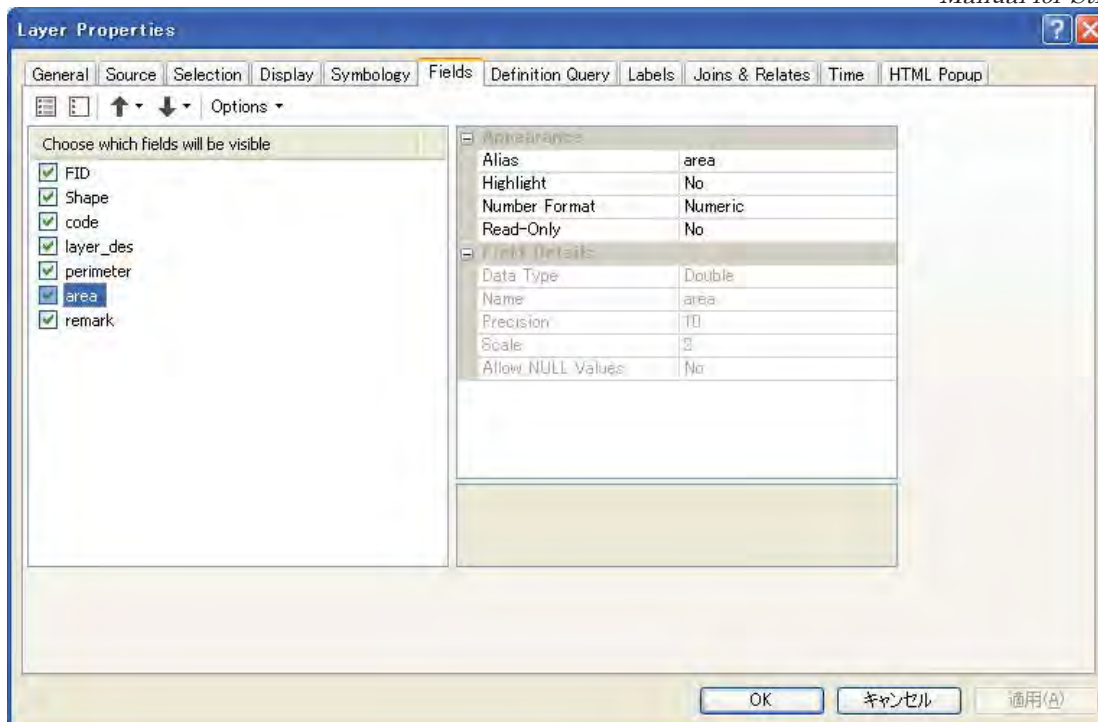 Manual for St
Layer Properties
General Source Selection Display Symbology Fields Definition Query Labels Joins & Relates Time HTML Popup
Options
Choose which fields will be visible
FID
Shape
code
layer_des
perimeter
area
remark
Appearance
Alias area
Highlight No
Number Format Numeric
Read-Only No
Field Details
Data Type Double
Name area
Precision 10
Scale 2
Allow NULL Values No
OK キャンセル 適用(A)